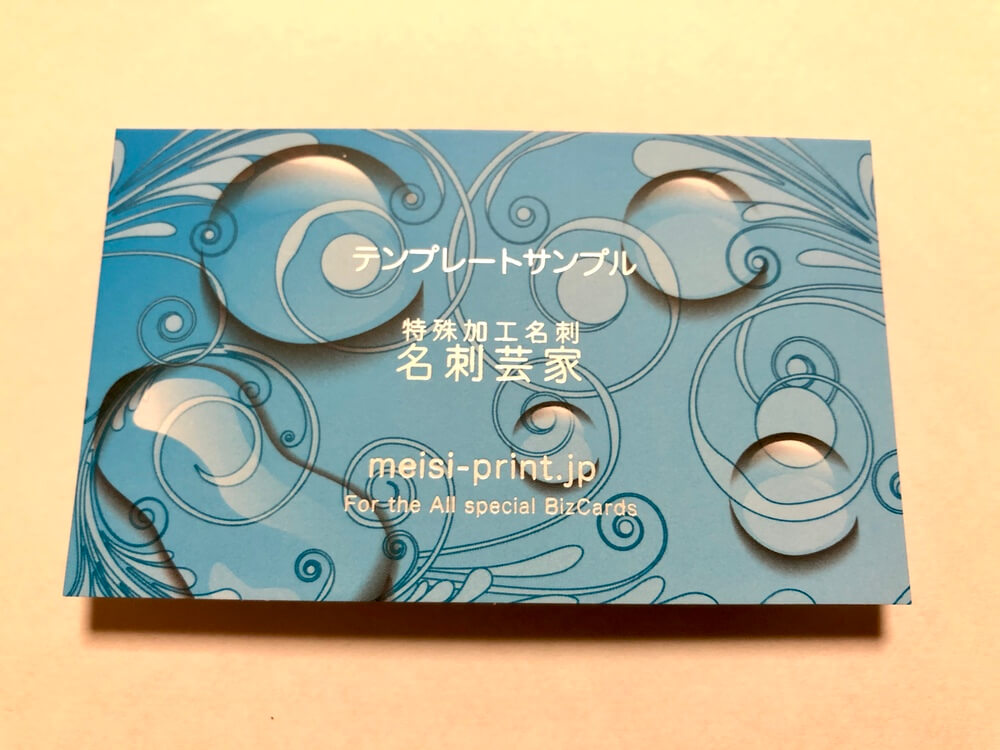 テンプレートサンプル
特殊加工名刺
名刺芸家
meisi-print.jp
For the All special BizCards